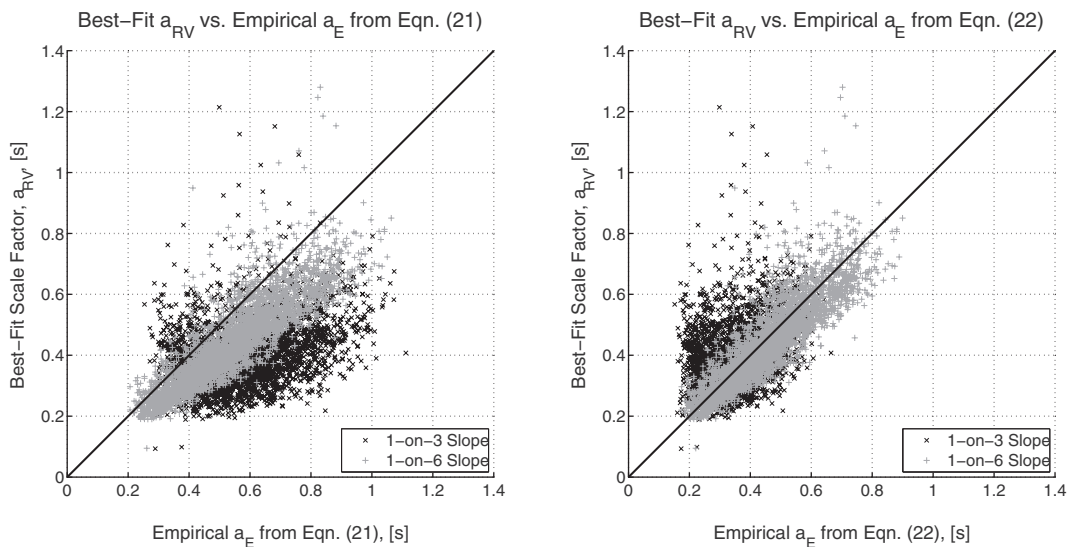 Best–Fit a_RV vs. Empirical a_E from Eqn. (21)
1.4
1.2
1
0.8
0.6
0.4
0.2
0
Best–Fit Scale Factor, a_RV, [s]
× 1–on–3 Slope
+ 1–on–6 Slope
0 0.2 0.4 0.6 0.8 1 1.2 1.4
Empirical a_E from Eqn. (21), [s]
Best–Fit a_RV vs. Empirical a_E from Eqn. (22)
1.4
1.2
1
0.8
0.6
0.4
0.2
0
Best–Fit Scale Factor, a_RV, [s]
× 1–on–3 Slope
+ 1–on–6 Slope
0 0.2 0.4 0.6 0.8 1 1.2 1.4
Empirical a_E from Eqn. (22), [s]